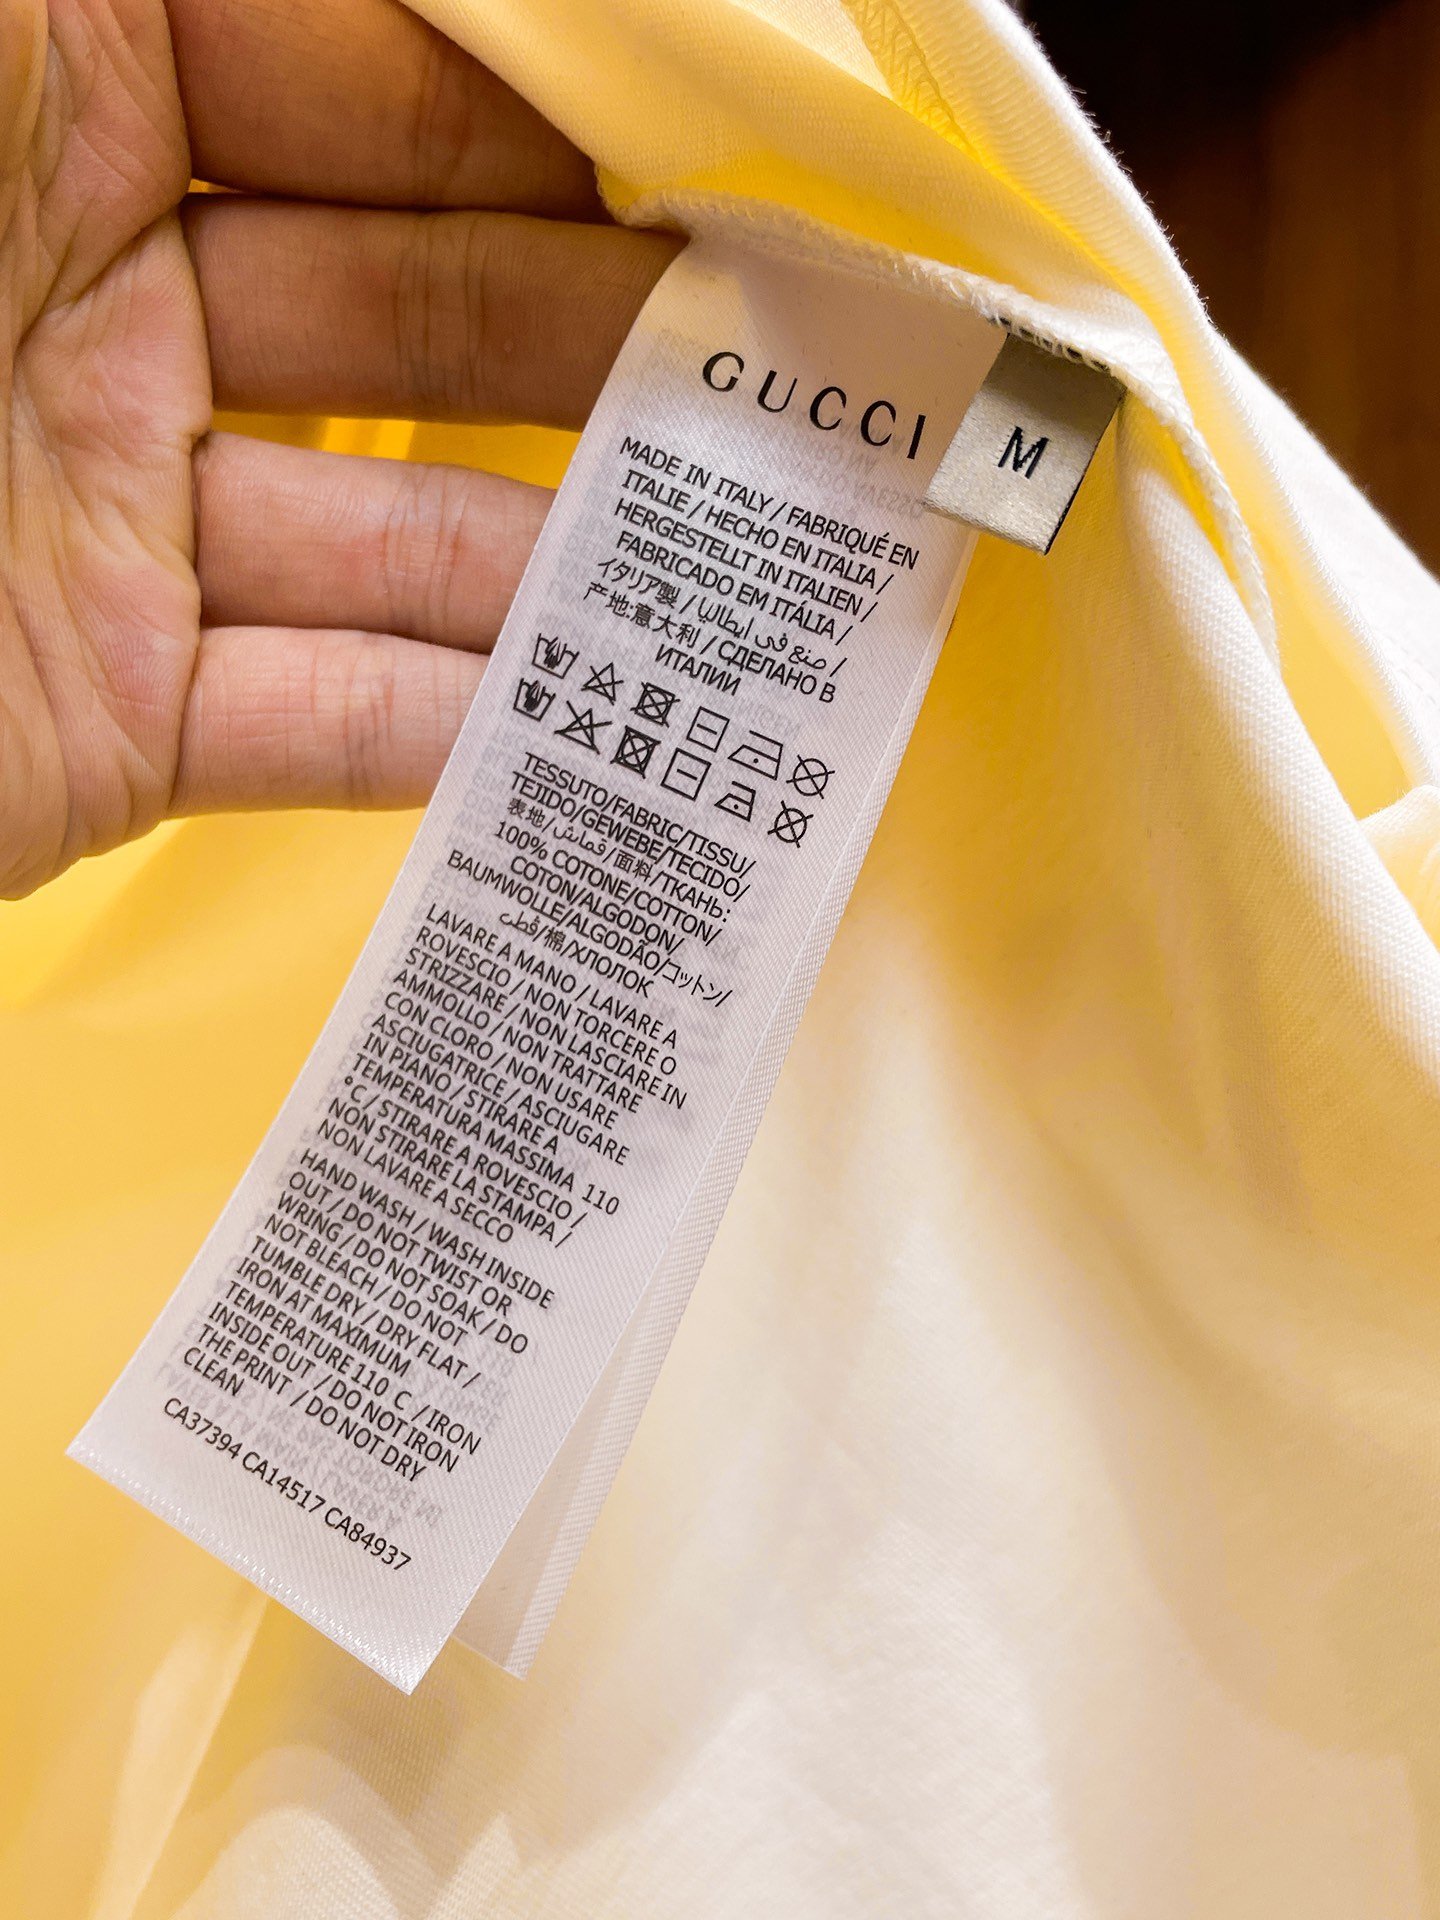 GUCCI
M
MADE IN ITALY / FABRIQUÉ EN
ITALIE / HECHO EN ITALIA /
HERGESTELLT IN ITALIEN /
FABRICADO EM ITÁLIA /
イタリア製 / صنع في ايطاليا /
产地:意大利 / СДЕЛАНО В
ИТАЛИИ
TESSUTO/FABRIC/TISSU/
TEJIDO/GEWEBE/TECIDO/
表地/قماش/面料/ТКАНЬ:
100% COTONE/COTTON/
COTON/ALGODON/
BAUMWOLLE/ALGODÃO/コットン/
قطن/棉/ХЛОПОК
LAVARE A MANO / LAVARE A
ROVESCIO / NON TORCERE O
STRIZZARE / NON LASCIARE IN
AMMOLLO / NON TRATTARE
CON CLORO / NON USARE
ASCIUGATRICE / ASCIUGARE
IN PIANO / STIRARE A
TEMPERATURA MASSIMA 110
°C / STIRARE A ROVESCIO /
NON STIRARE LA STAMPA /
NON LAVARE A SECCO
HAND WASH / WASH INSIDE
OUT / DO NOT TWIST OR
WRING / DO NOT SOAK / DO
NOT BLEACH / DO NOT
TUMBLE DRY / DRY FLAT /
IRON AT MAXIMUM
TEMPERATURE 110 C / IRON
INSIDE OUT / DO NOT IRON
THE PRINT / DO NOT DRY
CLEAN
CA37394 CA14517 CA84937